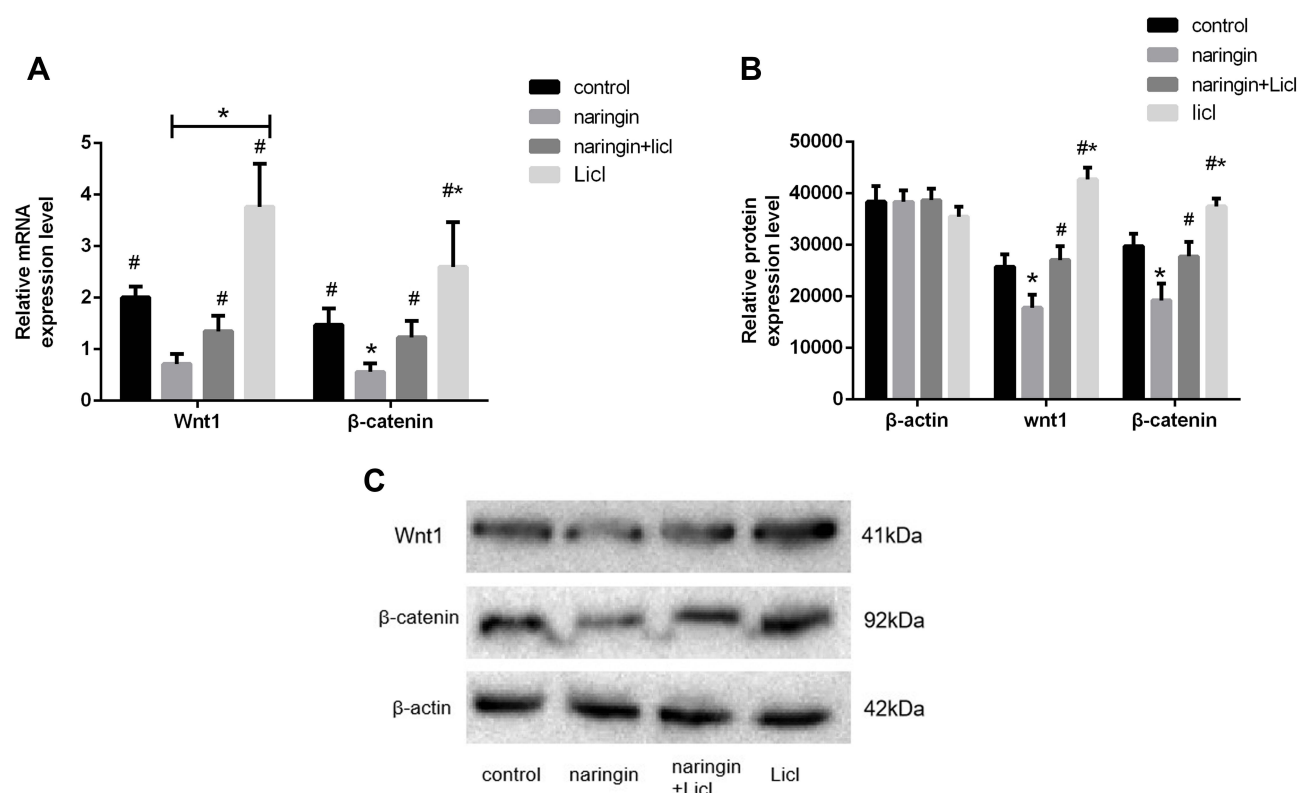 A
control
naringin
naringin+licl
Licl
*
#
#
#
#
*
#
#*
5
4
3
2
1
0
Relative mRNA
expression level
Wnt1
β-catenin
B
control
naringin
naringin+Licl
licl
#*
#*
#
#
*
*
50000
40000
30000
20000
10000
0
Relative protein
expression level
β-actin
wnt1
β-catenin
C
Wnt1
41kDa
β-catenin
92kDa
β-actin
42kDa
control
naringin
naringin
+Licl
Licl